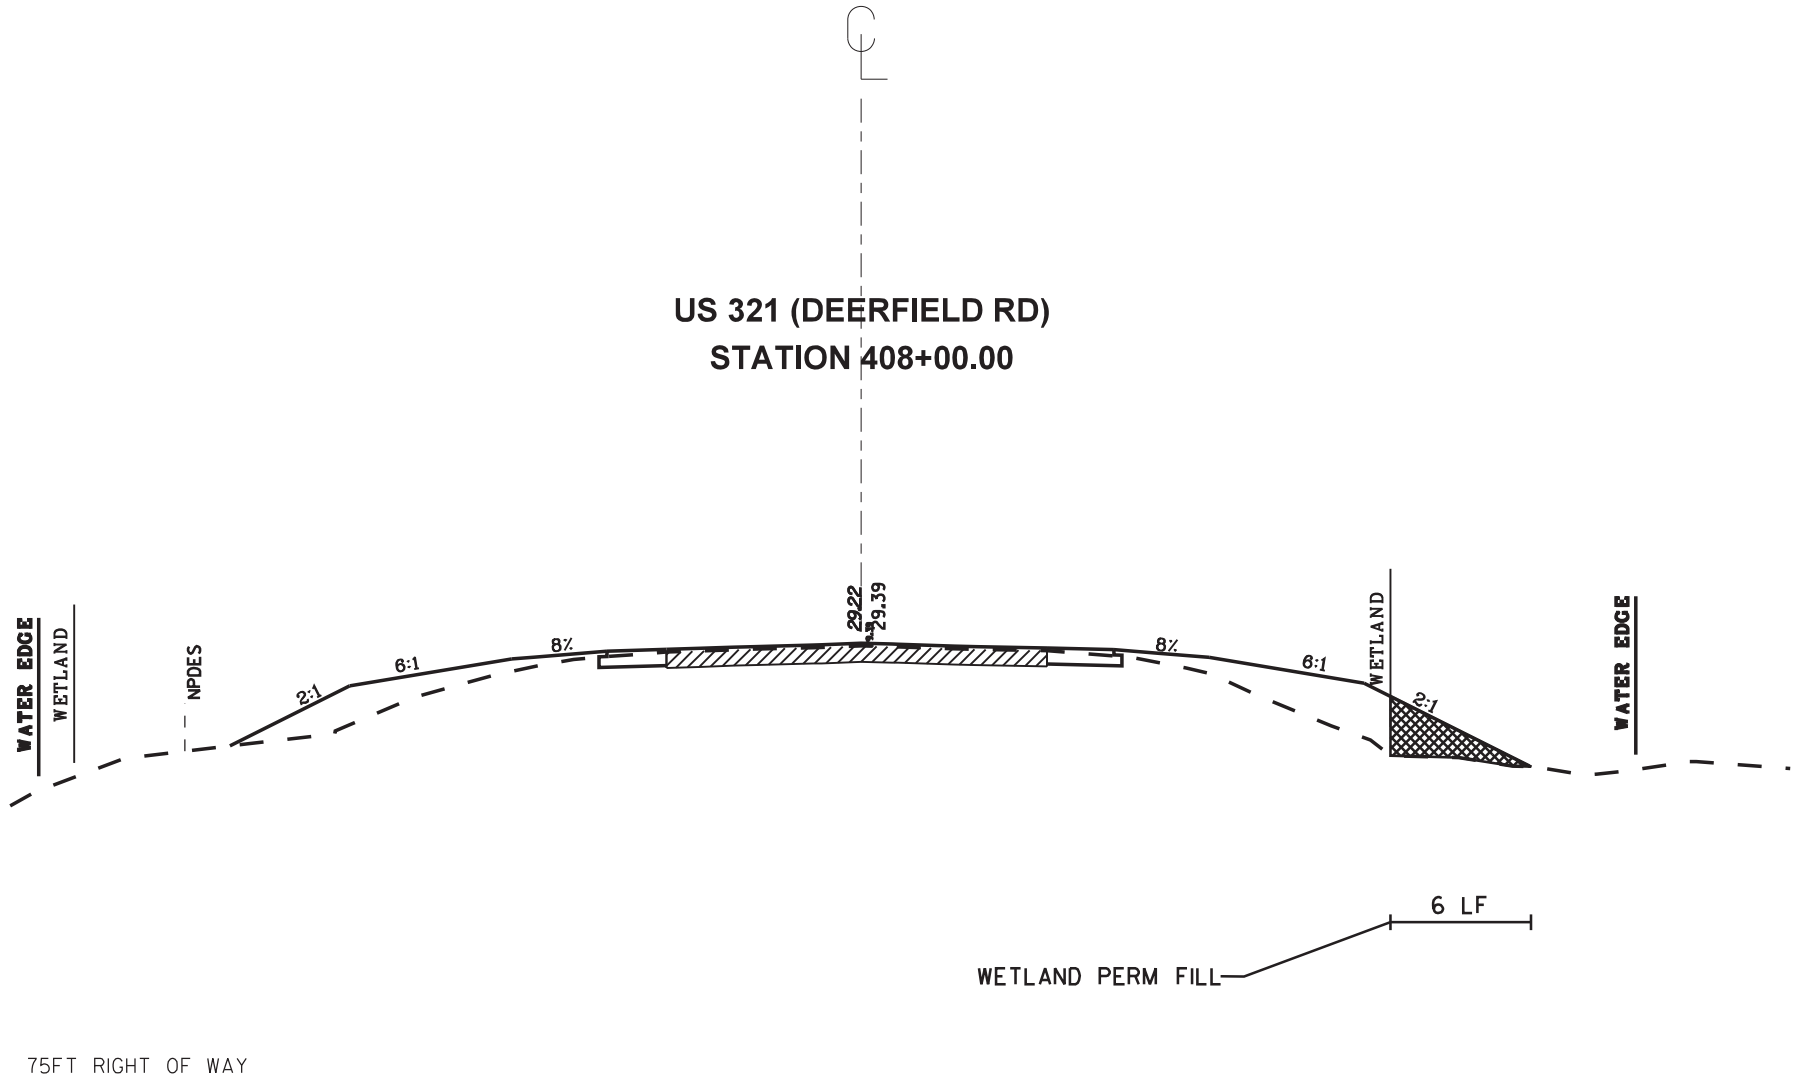 CL
US 321 (DEERFIELD RD)
STATION 408+00.00
29.22
29.39
WATER EDGE
WETLAND
NPDES
2:1
6:1
8%
8%
6:1
WETLAND
2:1
WATER EDGE
6 LF
WETLAND PERM FILL
75FT RIGHT OF WAY